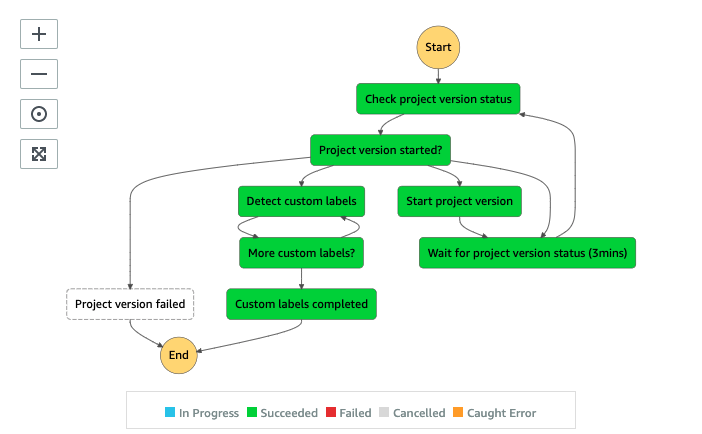 Start
Check project version status
Project version started?
Detect custom labels
Start project version
More custom labels?
Wait for project version status (3mins)
Project version failed
Custom labels completed
End
In Progress Succeeded Failed Cancelled Caught Error